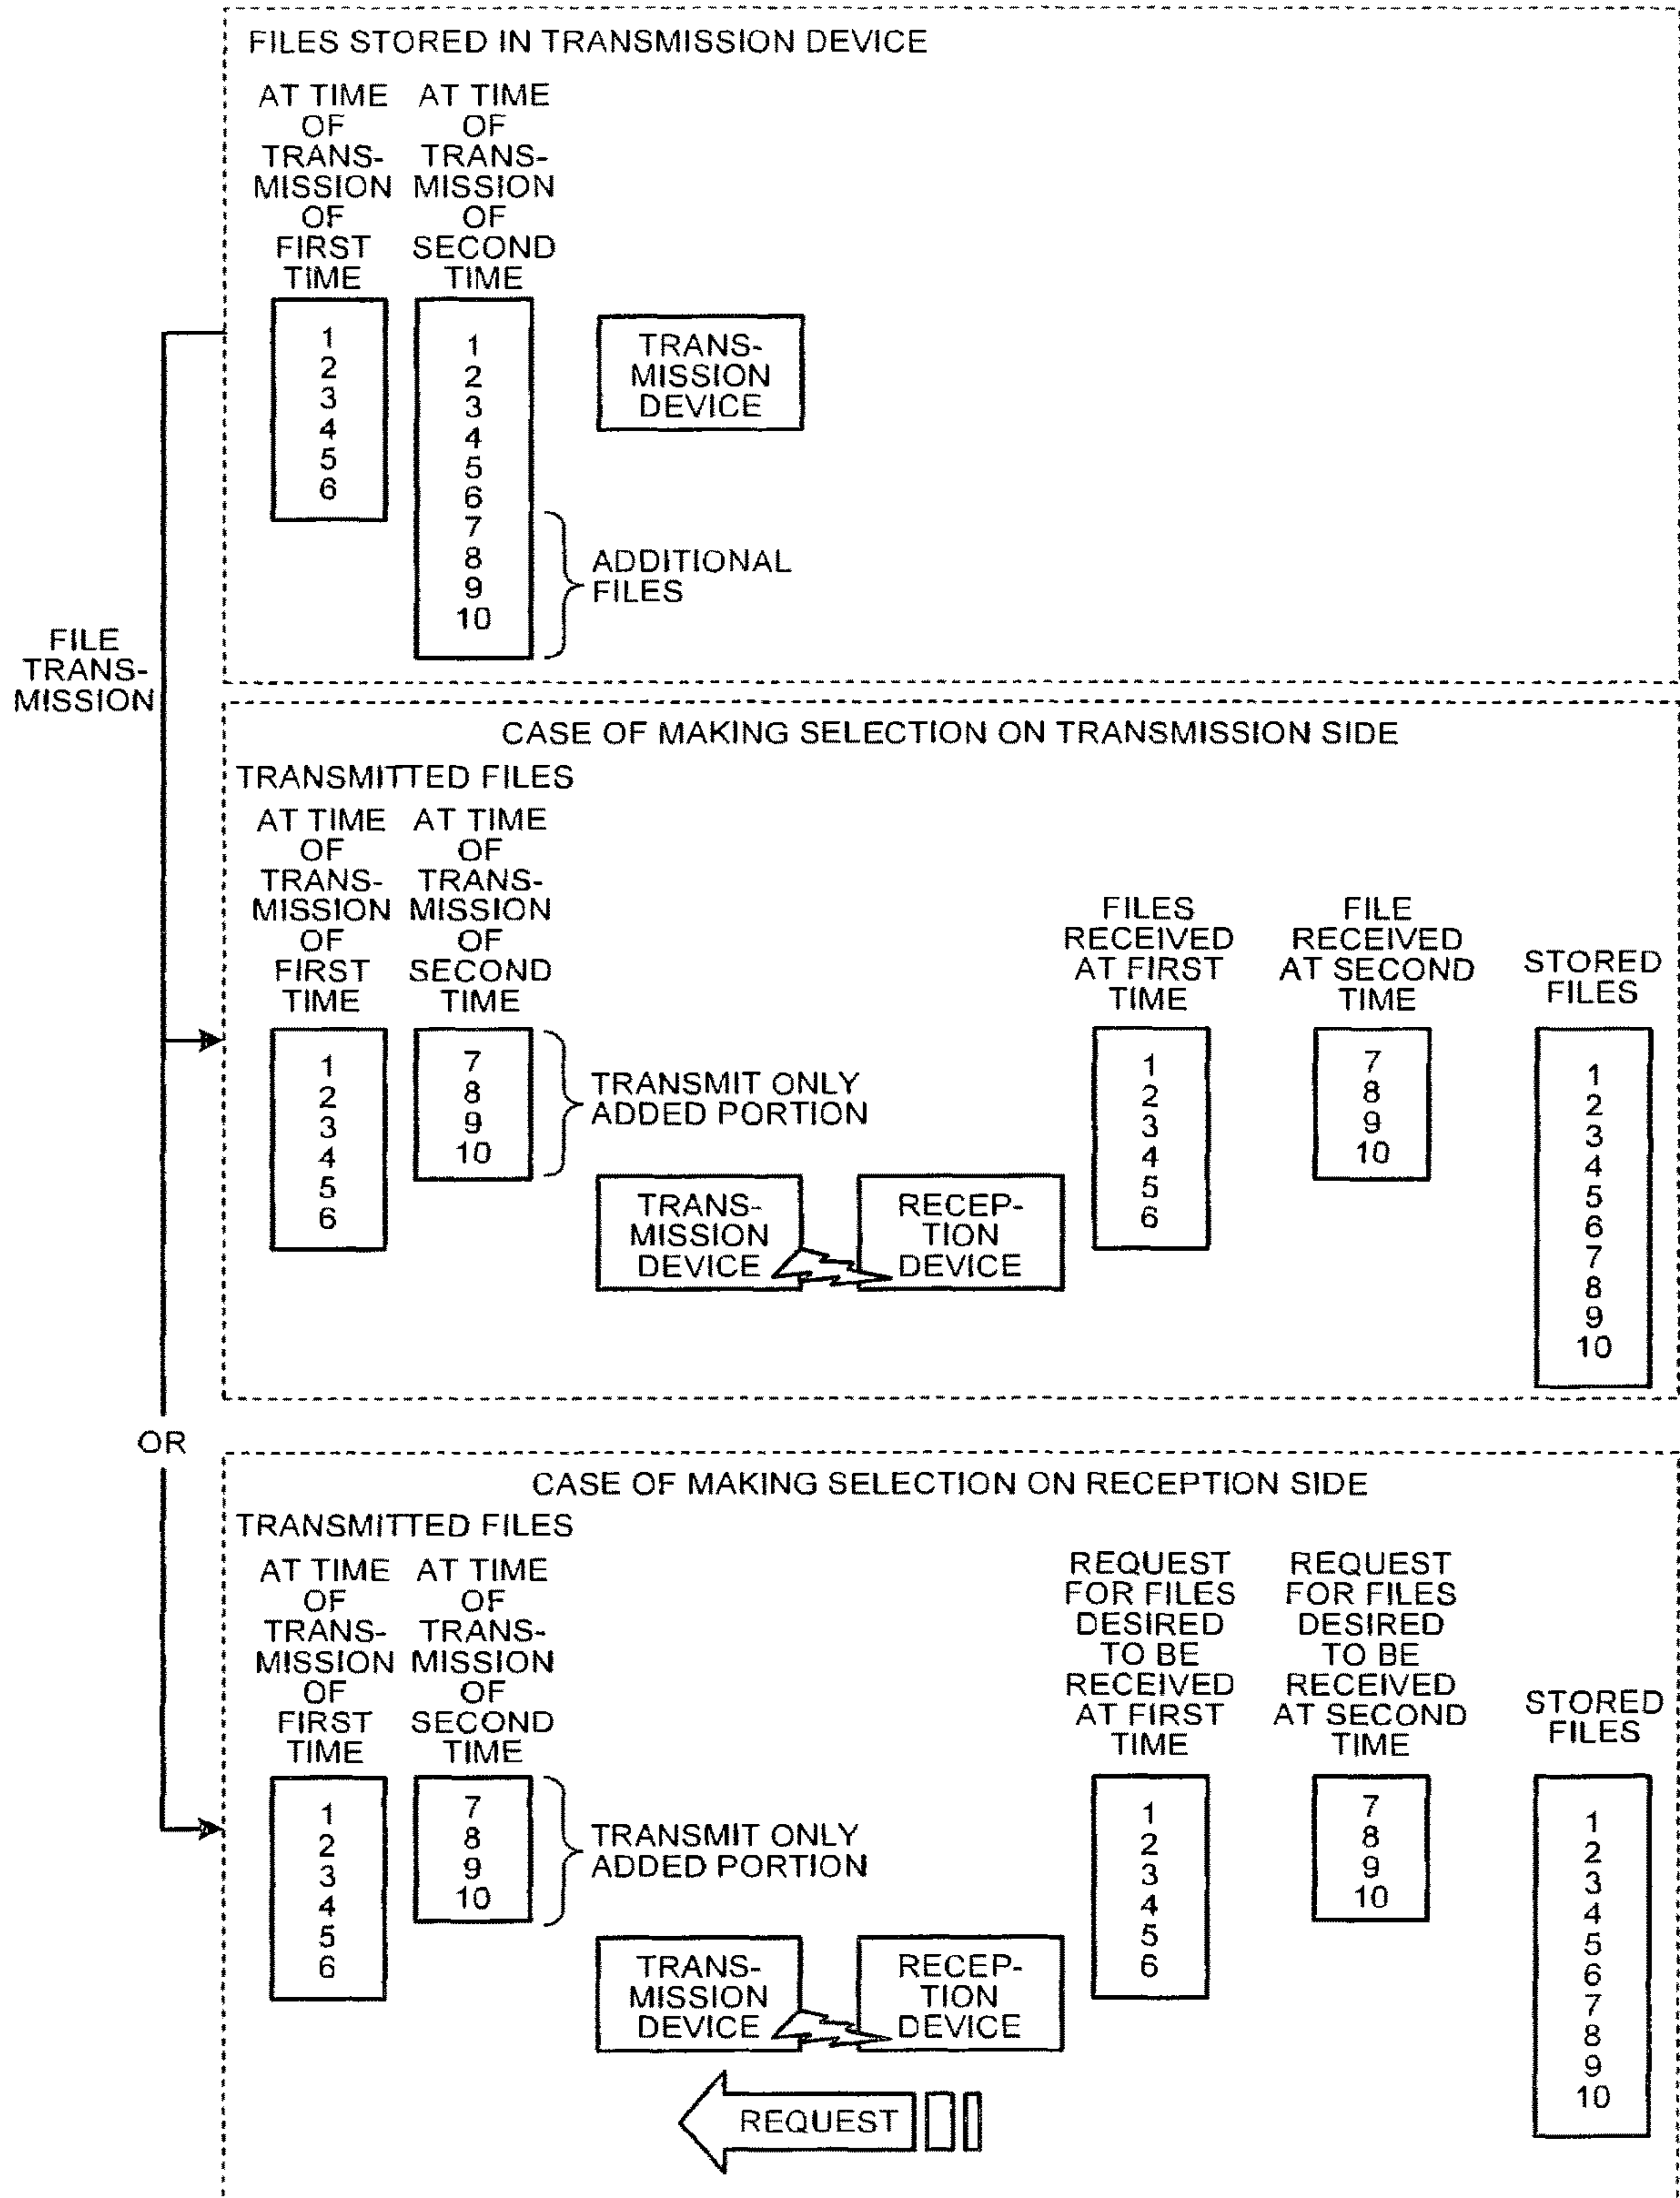 FILES STORED IN TRANSMISSION DEVICE
AT TIME
OF
TRANS-
MISSION
OF
FIRST
TIME
AT TIME
OF
TRANS-
MISSION
OF
SECOND
TIME
1
2
3
4
5
6
1
2
3
4
5
6
7
8
9
10
TRANS-
MISSION
DEVICE
ADDITIONAL
FILES
FILE
TRANS-
MISSION
CASE OF MAKING SELECTION ON TRANSMISSION SIDE
TRANSMITTED FILES
AT TIME
OF
TRANS-
MISSION
OF
FIRST
TIME
AT TIME
OF
TRANS-
MISSION
OF
SECOND
TIME
1
2
3
4
5
6
7
8
9
10
TRANSMIT ONLY
ADDED PORTION
TRANS-
MISSION
DEVICE
RECEP-
TION
DEVICE
FILES
RECEIVED
AT FIRST
TIME
1
2
3
4
5
6
FILE
RECEIVED
AT SECOND
TIME
7
8
9
10
STORED
FILES
1
2
3
4
5
6
7
8
9
10
OR
CASE OF MAKING SELECTION ON RECEPTION SIDE
TRANSMITTED FILES
AT TIME
OF
TRANS-
MISSION
OF
FIRST
TIME
AT TIME
OF
TRANS-
MISSION
OF
SECOND
TIME
1
2
3
4
5
6
7
8
9
10
TRANSMIT ONLY
ADDED PORTION
TRANS-
MISSION
DEVICE
RECEP-
TION
DEVICE
REQUEST
REQUEST
FOR FILES
DESIRED
TO BE
RECEIVED
AT FIRST
TIME
1
2
3
4
5
6
REQUEST
FOR FILES
DESIRED
TO BE
RECEIVED
AT SECOND
TIME
7
8
9
10
STORED
FILES
1
2
3
4
5
6
7
8
9
10